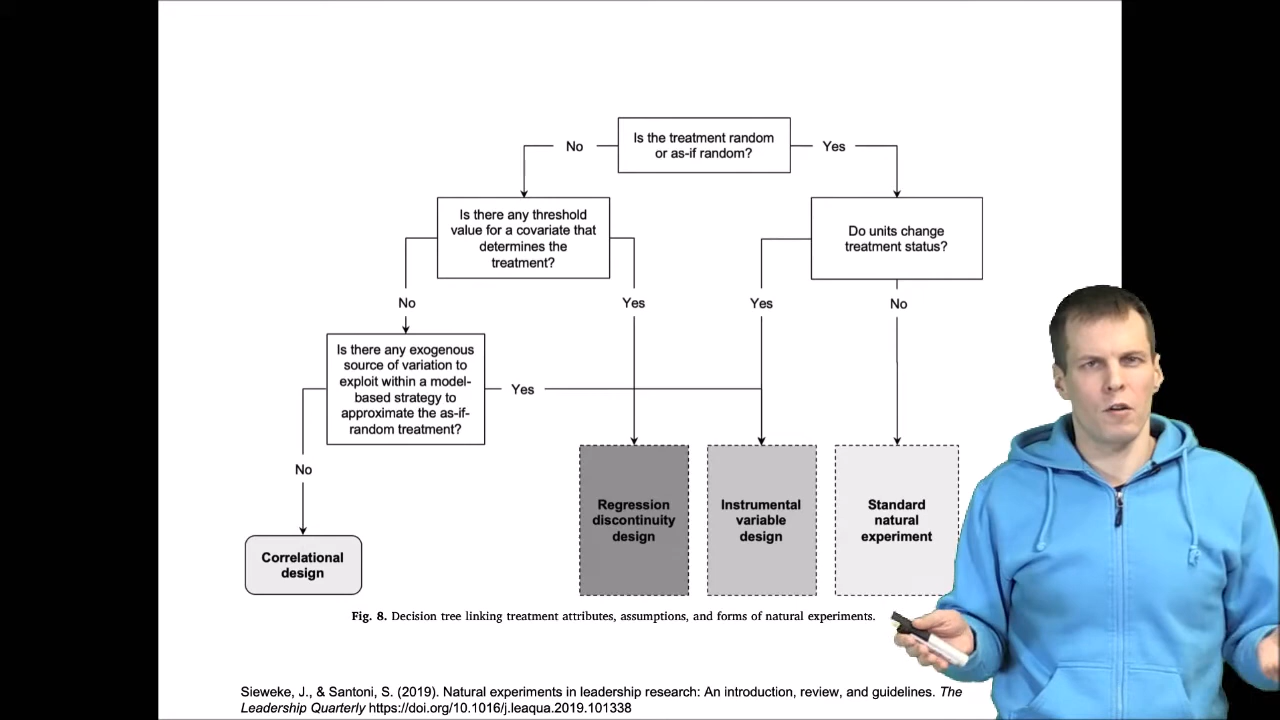 Is the treatment random
or as-if random?
No
Yes
Is there any threshold
value for a covariate that
determines the
treatment?
Do units change
treatment status?
No
Yes
Yes
No
Is there any exogenous
source of variation to
exploit within a model-
based strategy to
approximate the as-if-
random treatment?
Yes
No
Regression
discontinuity
design
Instrumental
variable
design
Standard
natural
experiment
Correlational
design
Fig. 8. Decision tree linking treatment attributes, assumptions, and forms of natural experiments.
Sieweke, J., & Santoni, S. (2019). Natural experiments in leadership research: An introduction, review, and guidelines. The
Leadership Quarterly https://doi.org/10.1016/j.leaqua.2019.101338